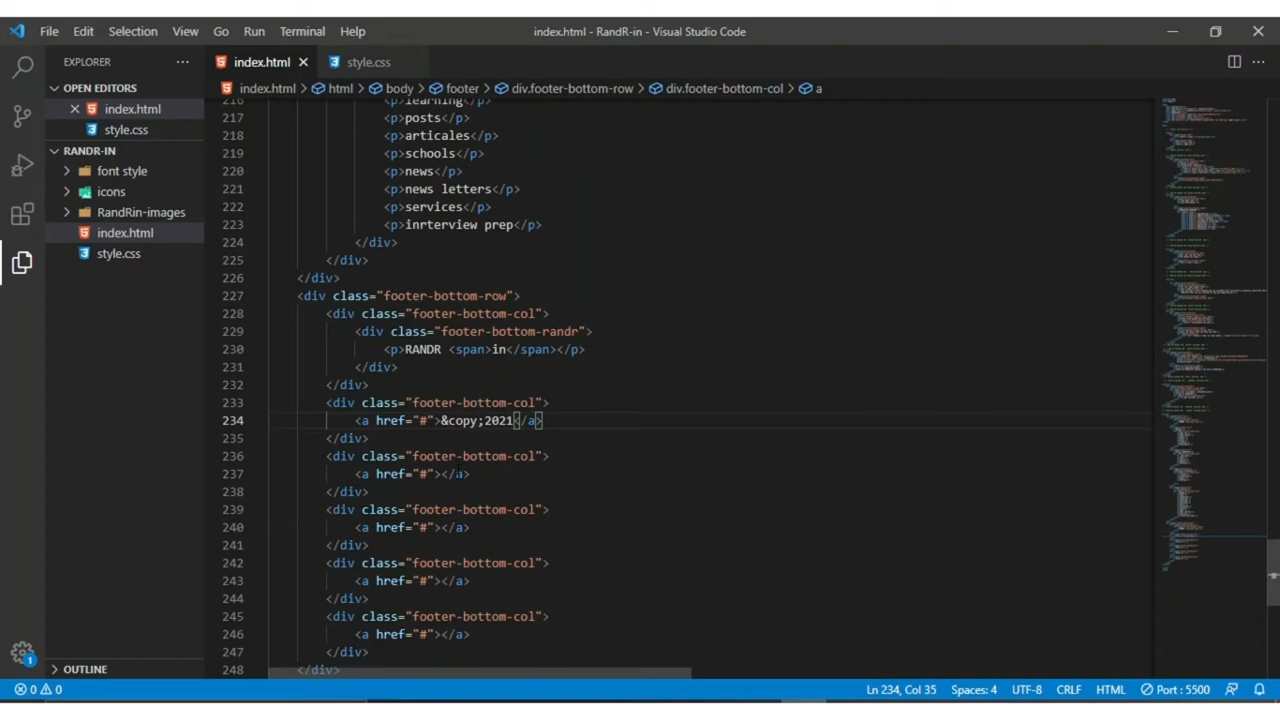 File Edit Selection View Go Run Terminal Help
index.html - RandR-in - Visual Studio Code
EXPLORER
OPEN EDITORS
index.html
style.css
RANDR-IN
font style
icons
RandRin-images
index.html
style.css
OUTLINE
index.html style.css
index.html > html > body > footer > div.footer-bottom-row > div.footer-bottom-col > a
216 <p>learning</p>
217 <p>posts</p>
218 <p>articales</p>
219 <p>schools</p>
220 <p>news</p>
221 <p>news letters</p>
222 <p>services</p>
223 <p>inrterview prep</p>
224 </div>
225 </div>
226 </div>
227 <div class="footer-bottom-row">
228 <div class="footer-bottom-col">
229 <div class="footer-bottom-randr">
230 <p>RANDR <span>in</span></p>
231 </div>
232 </div>
233 <div class="footer-bottom-col">
234 <a href="#">&copy;2021</a>
235 </div>
236 <div class="footer-bottom-col">
237 <a href="#"></a>
238 </div>
239 <div class="footer-bottom-col">
240 <a href="#"></a>
241 </div>
242 <div class="footer-bottom-col">
243 <a href="#"></a>
244 </div>
245 <div class="footer-bottom-col">
246 <a href="#"></a>
247 </div>
248 </div>
1
0 0 Ln 234, Col 35 Spaces: 4 UTF-8 CRLF HTML Port : 5500